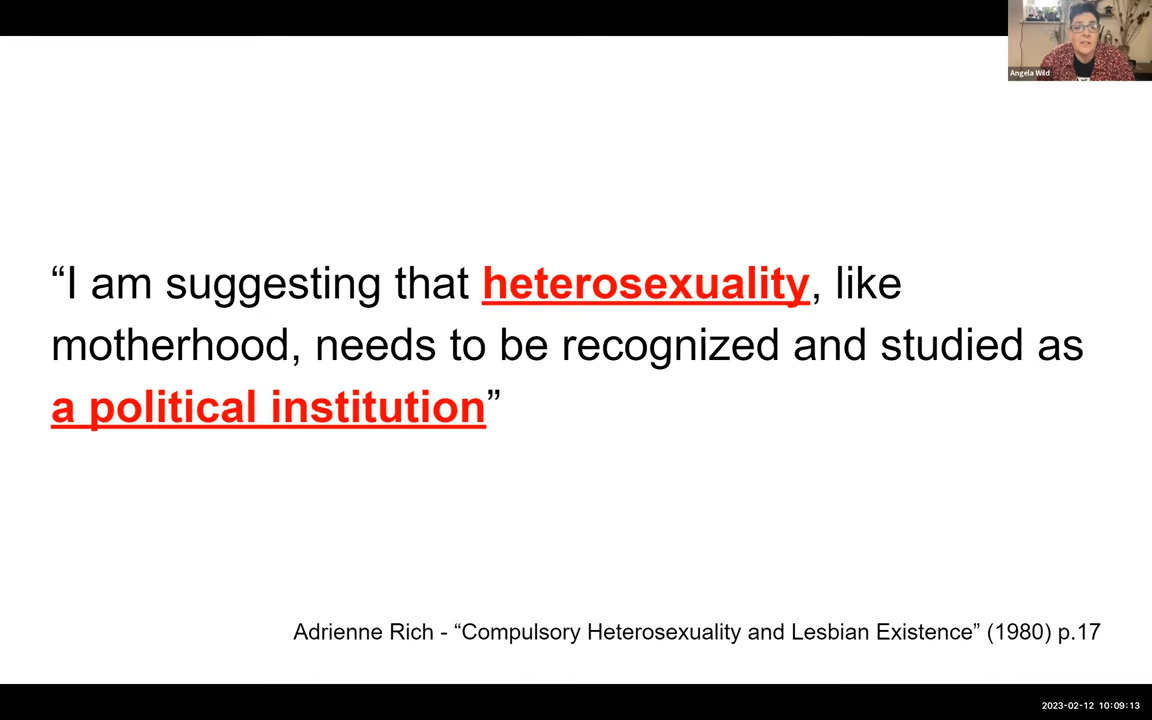 Angela Wild
“I am suggesting that heterosexuality, like
motherhood, needs to be recognized and studied as
a political institution”
Adrienne Rich - “Compulsory Heterosexuality and Lesbian Existence” (1980) p.17
2023-02-12 10:09:13